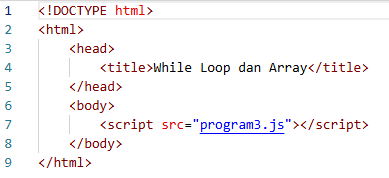 1 <!DOCTYPE html>
2 <html>
3 <head>
4 <title>While Loop dan Array</title>
5 </head>
6 <body>
7 <script src="program3.js"></script>
8 </body>
9 </html>